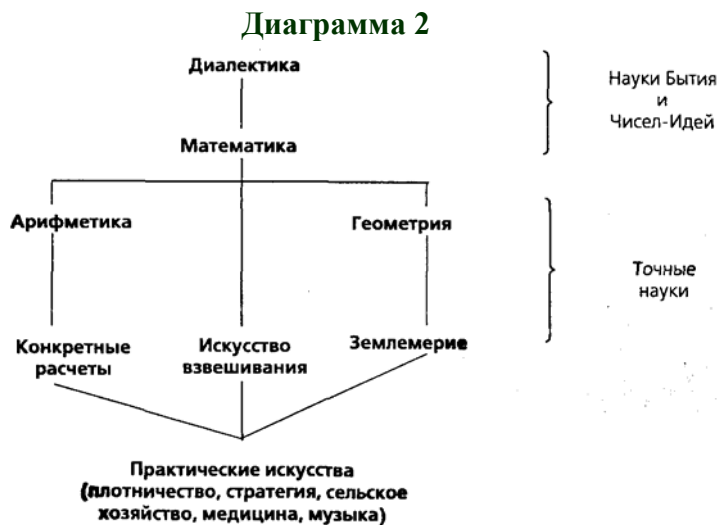 Диаграмма 2
Диалектика
Науки Бытия
и
Чисел-Идей
Математика
Арифметика
Геометрия
Точные
науки
Конкретные
расчеты
Искусство
взвешивания
Землемерие
Практические искусства
(плотничество, стратегия, сельское
хозяйство, медицина, музыка)